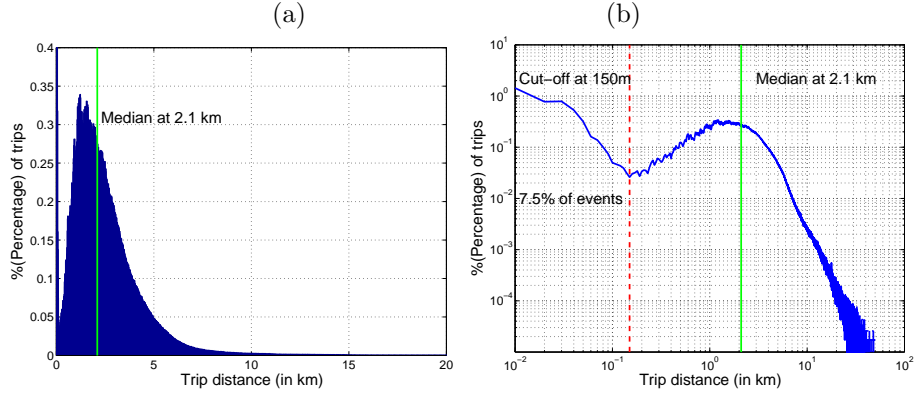 (a)
%(Percentage) of trips
0.4
0.35
0.3
0.25
0.2
0.15
0.1
0.05
0
Median at 2.1 km
0 5 10 15 20
Trip distance (in km)
(b)
%(Percentage) of trips
10^1
10^0
10^-1
10^-2
10^-3
10^-4
Cut-off at 150m
Median at 2.1 km
7.5% of events
10^-2 10^-1 10^0 10^1 10^2
Trip distance (in km)